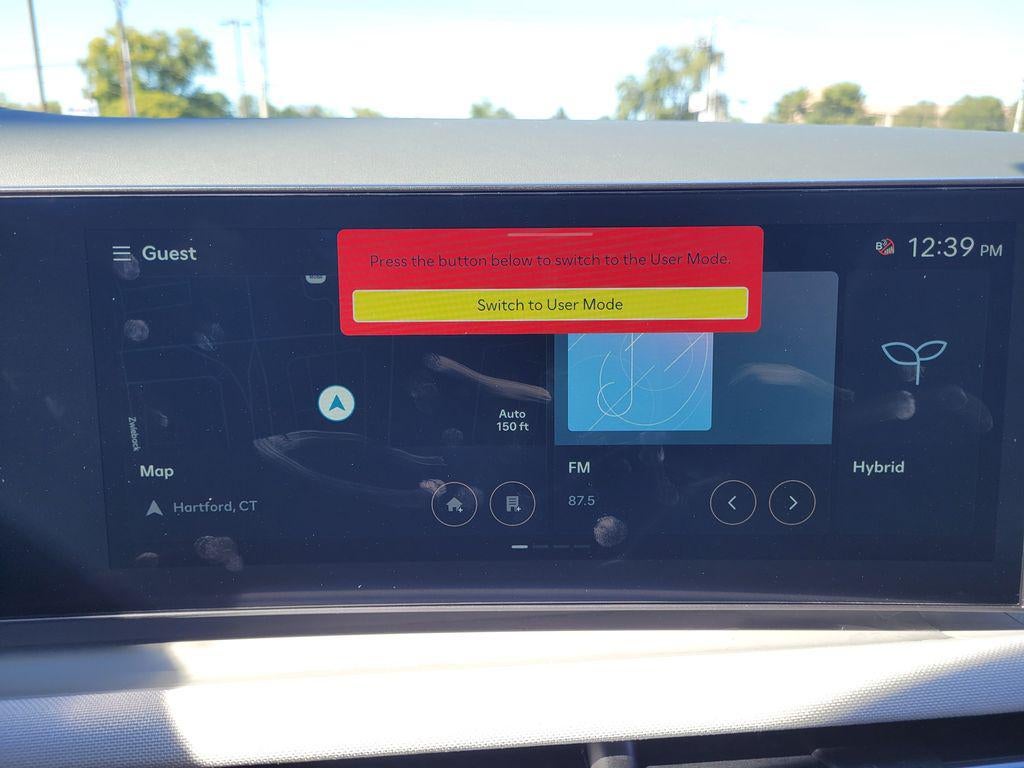 Guest
Press the button below to switch to the User Mode.
Switch to User Mode
12:39 PM
Zwieback
Auto
150 ft
Map
Hartford, CT
FM
87.5
Hybrid